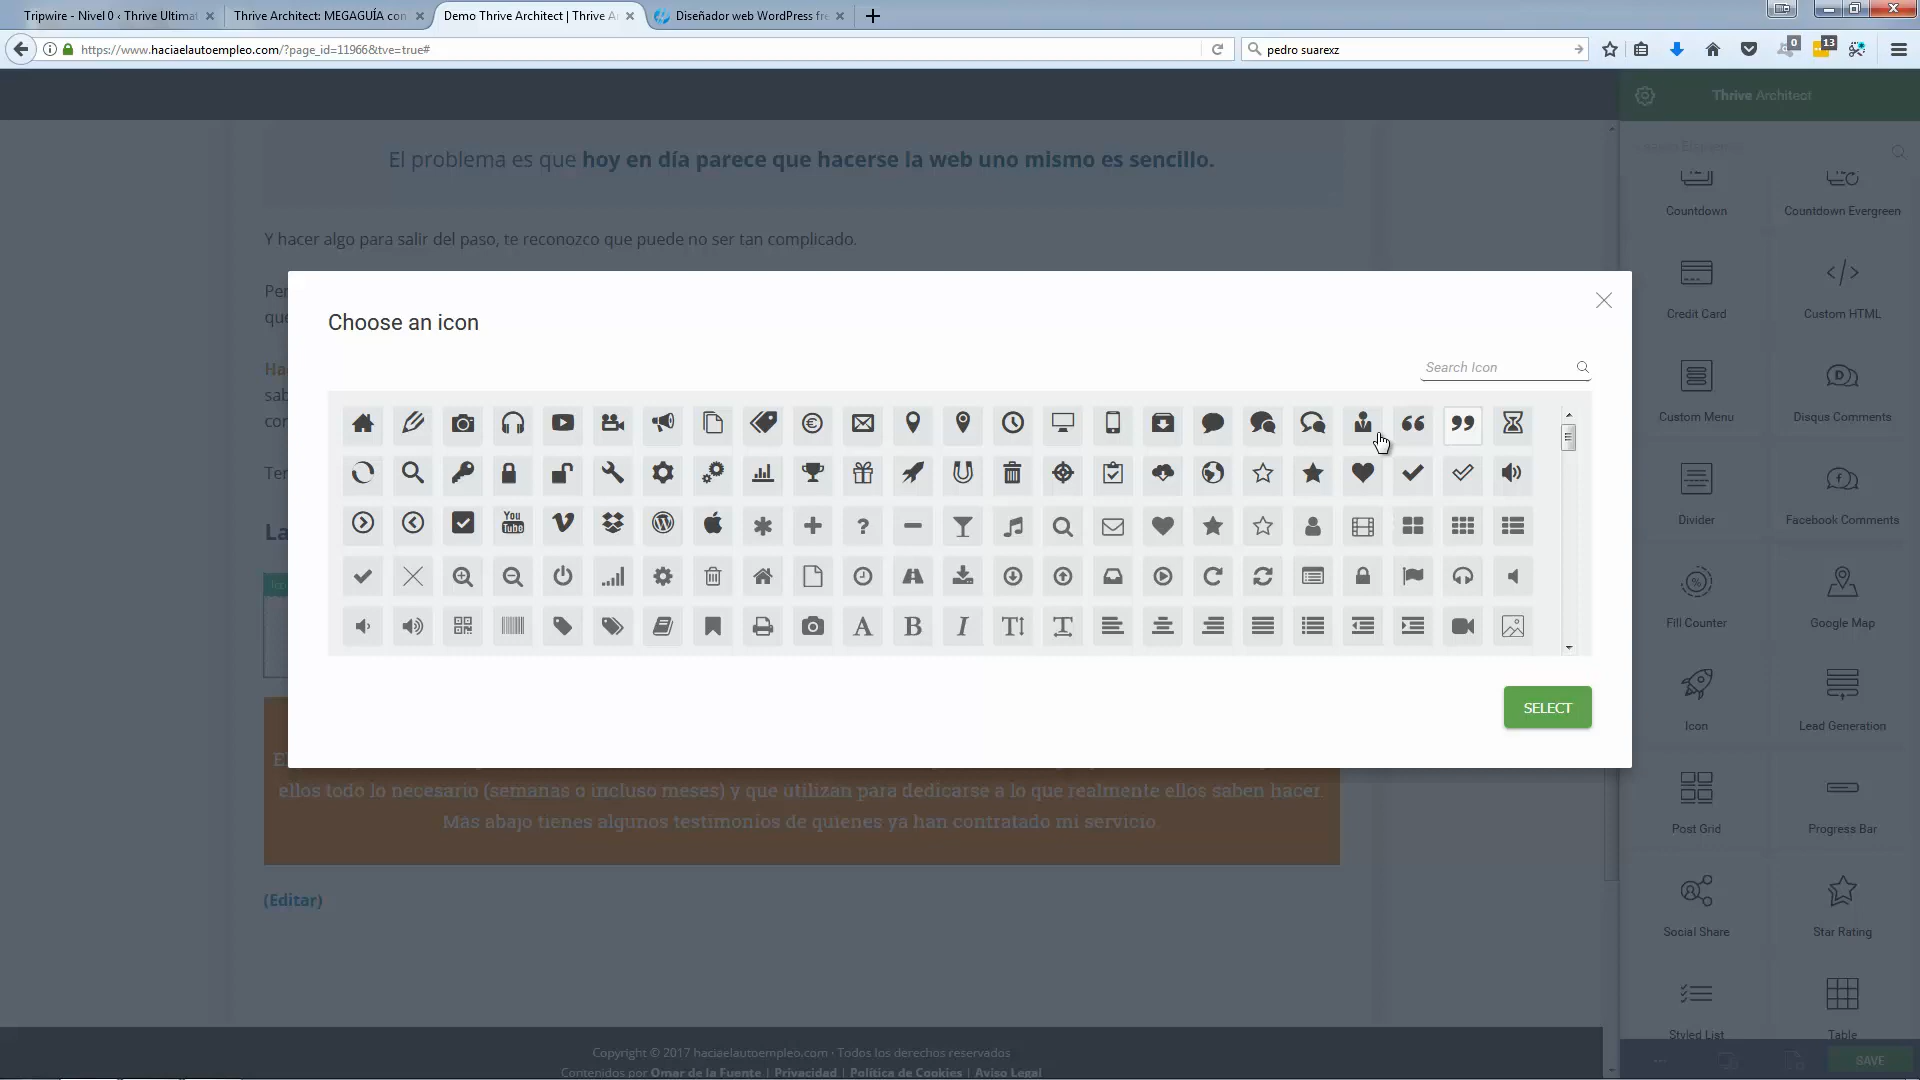 Tripwire - Nivel 0 ‹ Thrive Ultimat
Thrive Architect: MEGAGUÍA con
Demo Thrive Architect | Thrive A
Diseñador web WordPress fre
https://www.haciaelautoempleo.com/?page_id=11966&tve=true#
pedro suarexz
0
13
Thrive Architect
El problema es que hoy en día parece que hacerse la web uno mismo es sencillo.
Y hacer algo para salir del paso, te reconozco que puede no ser tan complicado.
Choose an icon
Search Icon
You
Tube
SELECT
ellos todo lo necesario (semanas o incluso meses) y que utilizan para dedicarse a lo que realmente ellos saben hacer.
Más abajo tienes algunos testimonios de quienes ya han contratado mi servicio.
(Editar)
Countdown
Countdown Evergreen
Credit Card
Custom HTML
Custom Menu
Disqus Comments
Divider
Facebook Comments
Fill Counter
Google Map
Icon
Lead Generation
Post Grid
Progress Bar
Social Share
Star Rating
Styled List
Table
SAVE
Copyright © 2017 haciaelautoempleo.com · Todos los derechos reservados
Contenidos por Omar de la Fuente | Privacidad | Política de Cookies | Aviso Legal